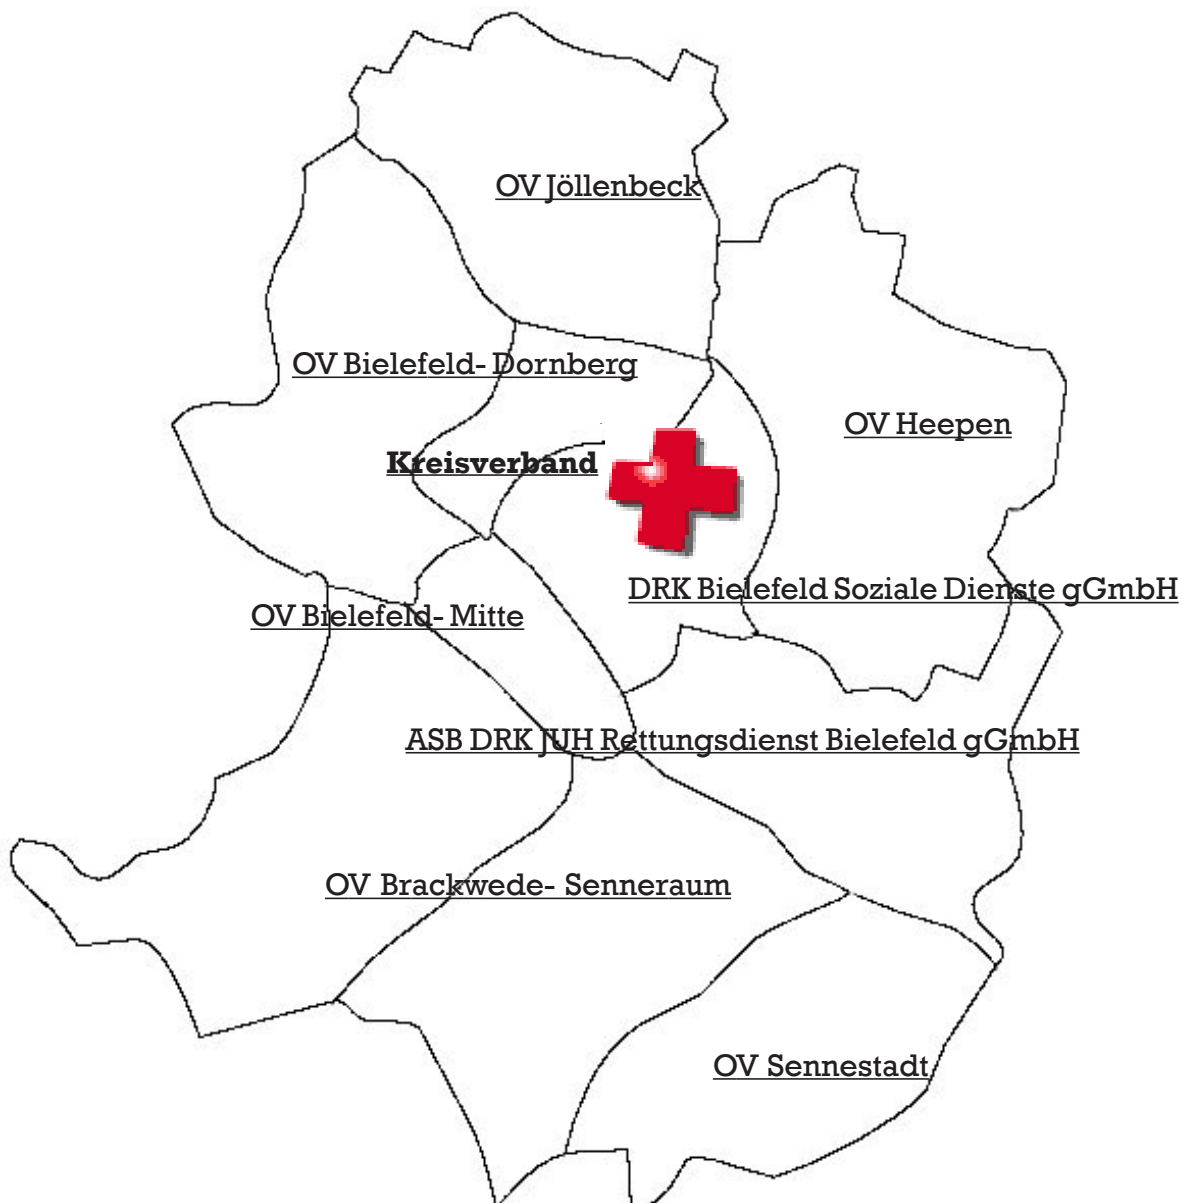 OV Jöllenbeck
OV Bielefeld- Dornberg
OV Heepen
Kreisverband
DRK Bielefeld Soziale Dienste gGmbH
OV Bielefeld- Mitte
ASB DRK JUH Rettungsdienst Bielefeld gGmbH
OV Brackwede- Senneraum
OV Sennestadt